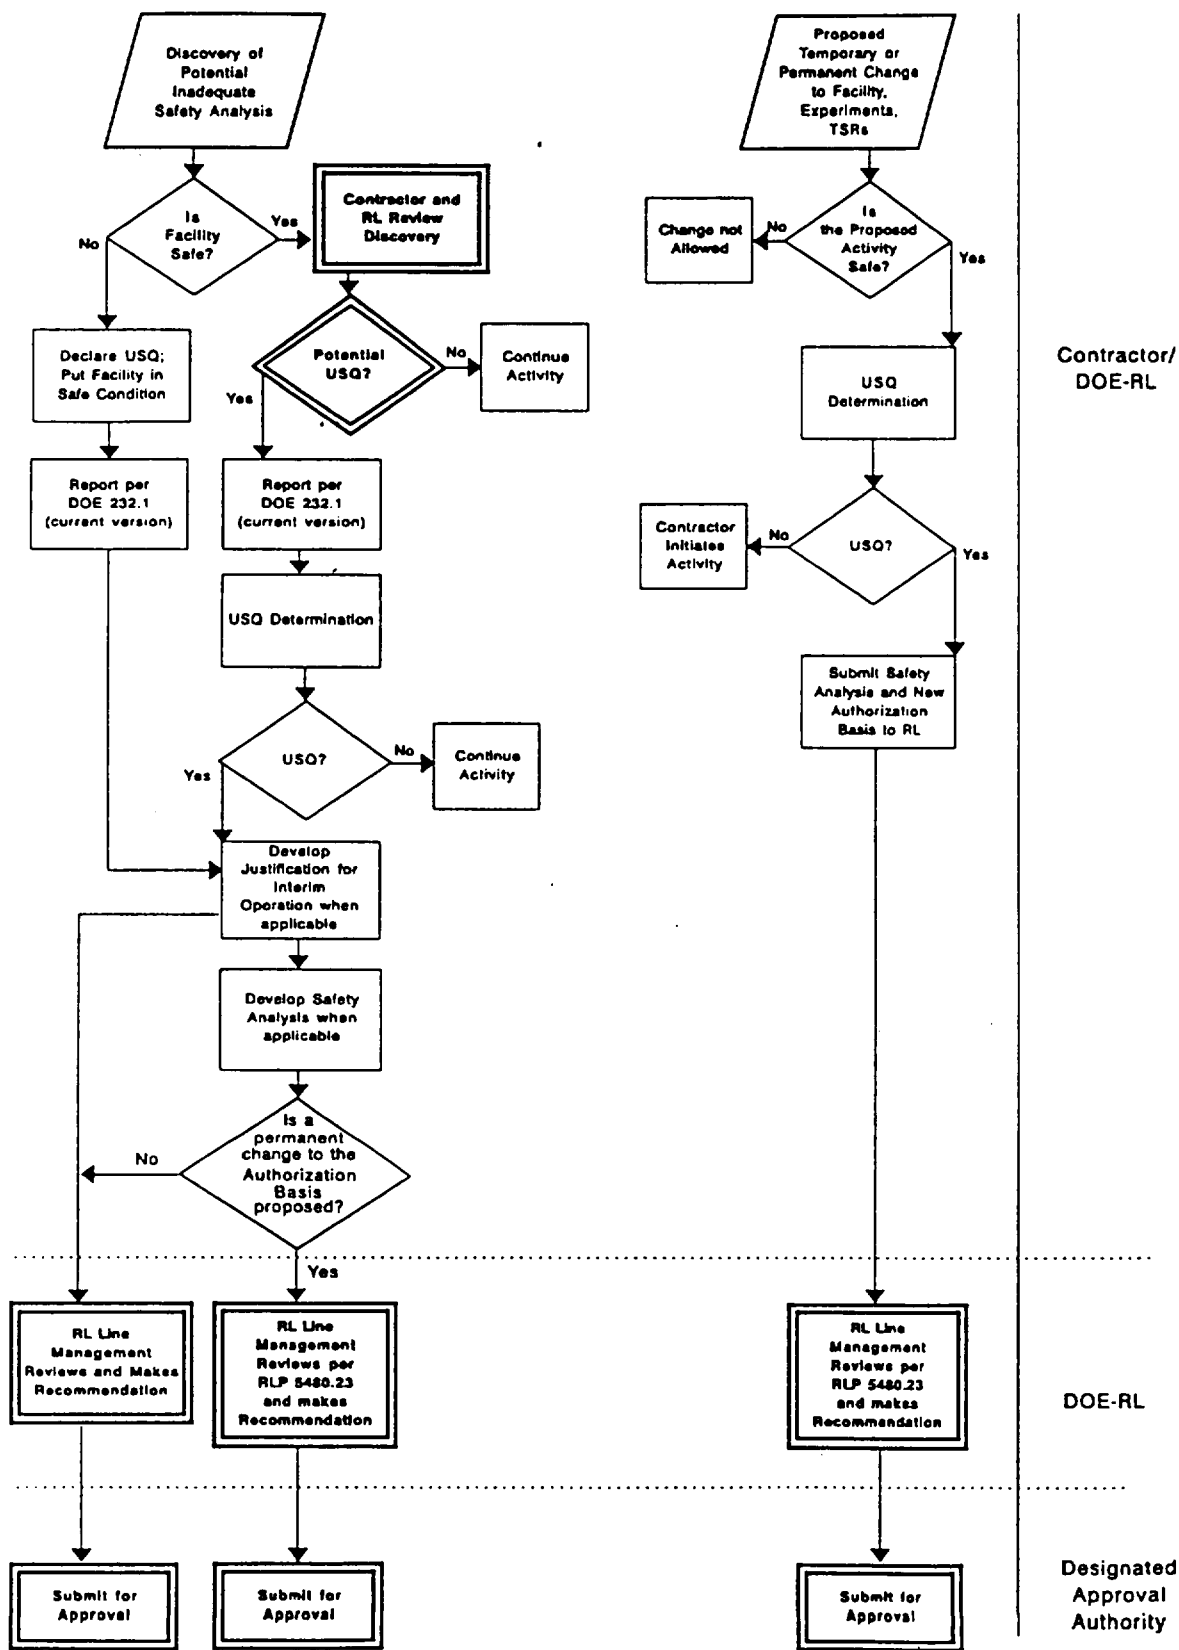 Discovery of
Potential
Inadequate
Safety Analysis
Is
Facility
Safe?
No
Yes
Contractor and
RL Review
Discovery
Declare USQ;
Put Facility in
Safe Condition
Potential
USQ?
No
Continue
Activity
Yes
Report per
DOE 232.1
(current version)
Report per
DOE 232.1
(current version)
USQ Determination
USQ?
No
Continue
Activity
Yes
Develop
Justification for
Interim
Operation when
applicable
Develop Safety
Analysis when
applicable
Is a
permanent
change to the
Authorization
Basis
proposed?
No
Yes
RL Line
Management
Reviews and Makes
Recommendation
RL Line
Management
Reviews per
RLP 5480.23
and makes
Recommendation
Submit for
Approval
Submit for
Approval
Proposed
Temporary or
Permanent Change
to Facility,
Experiments,
TSRs
Is
the Proposed
Activity
Safe?
No
Change not
Allowed
Yes
USQ
Determination
USQ?
No
Contractor
Initiates
Activity
Yes
Submit Safety
Analysis and New
Authorization
Basis to RL
RL Line
Management
Reviews per
RLP 5480.23
and makes
Recommendation
Submit for
Approval
Contractor/
DOE-RL
DOE-RL
Designated
Approval
Authority